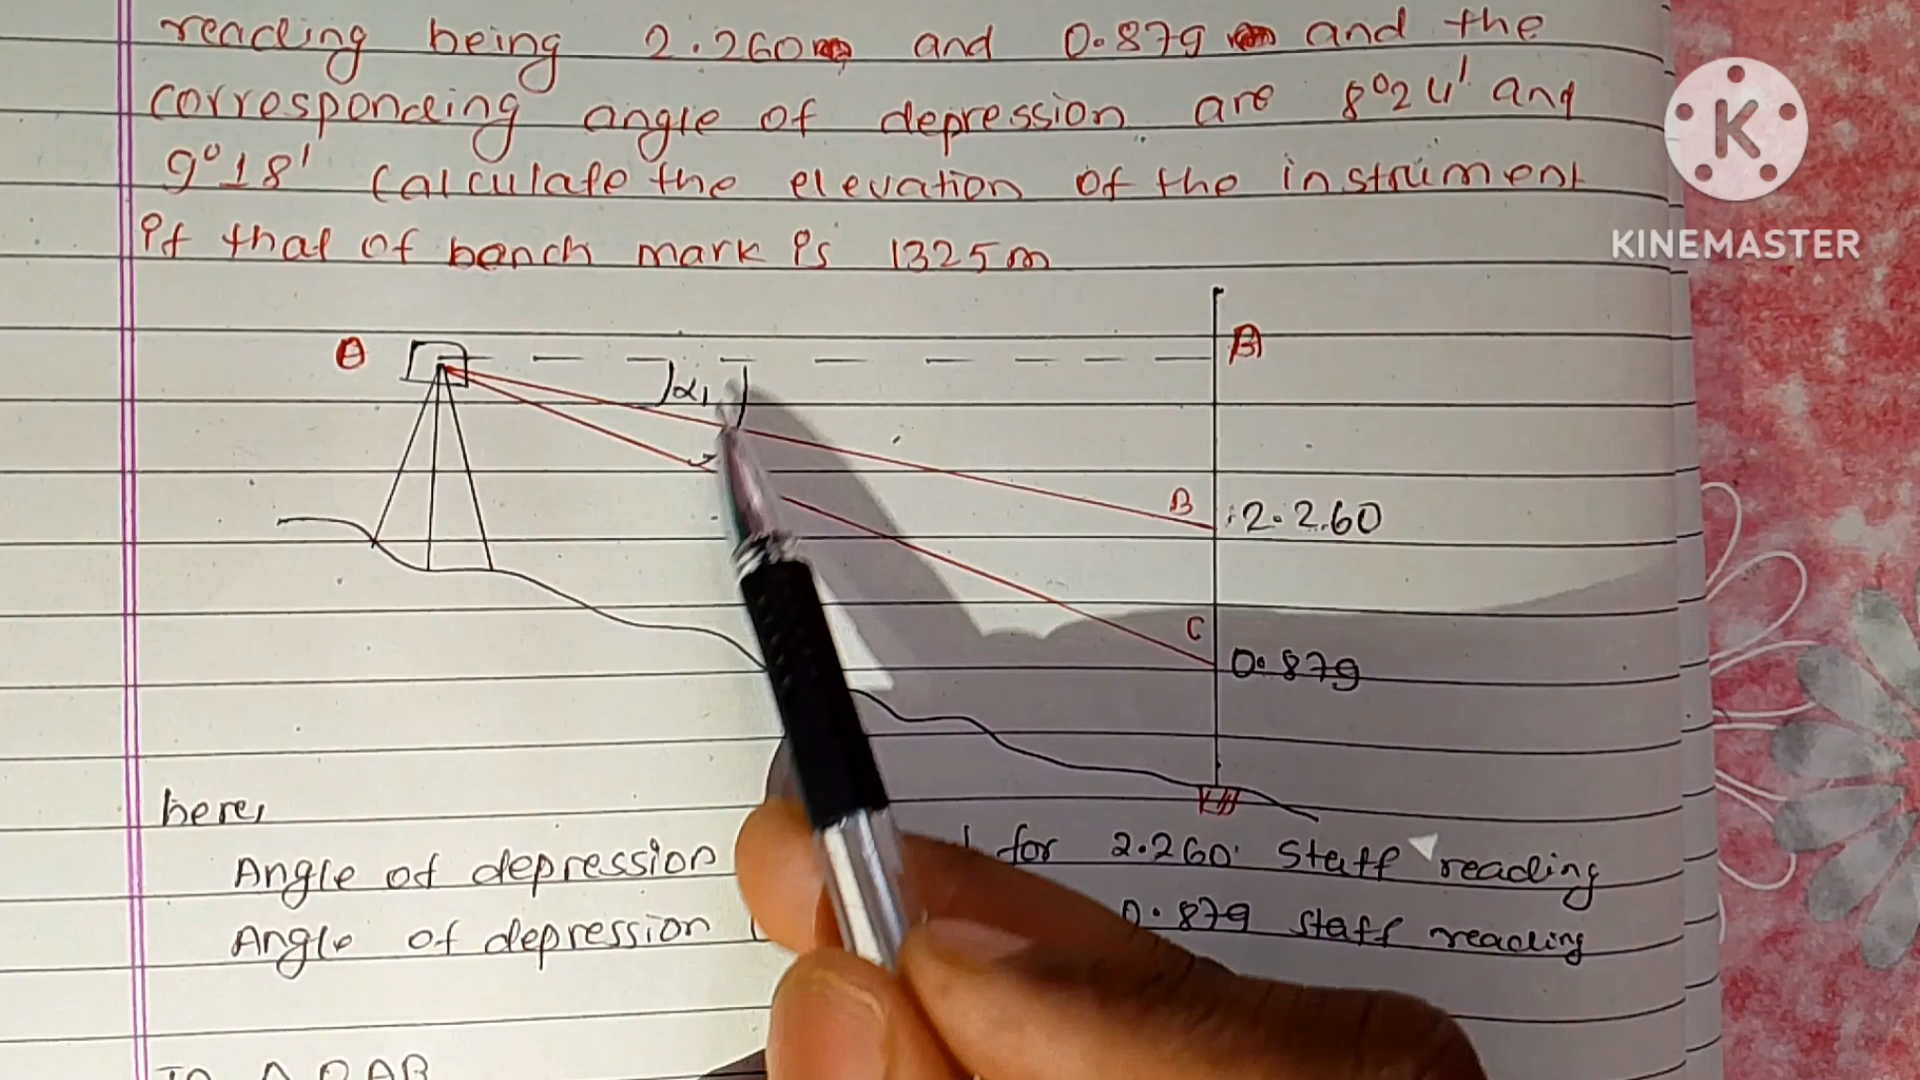 reading being 2.260 and 0.879 and the
corresponding angle of depression are 8°24' and
9°18' Calculate the elevation of the instrument
if that of bench mark is 1325m
K
KINEMASTER
O
A
α1
B
2.260
C
0.879
here,
Angle of depression for 2.260 Staff reading
Angle of depression 0.879 staff reading
In Δ OAB